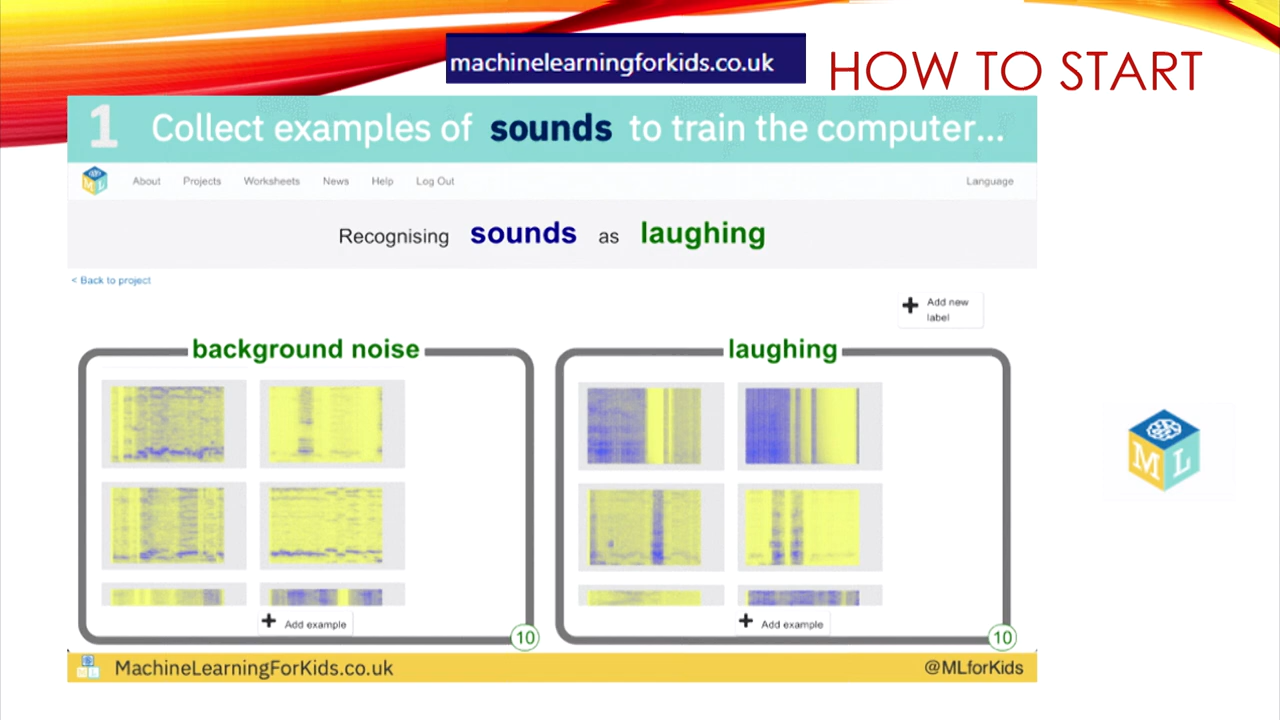 machinelearningforkids.co.uk
HOW TO START
1 Collect examples of sounds to train the computer...
ML
About Projects Worksheets News Help Log Out Language
Recognising sounds as laughing
< Back to project
+ Add new
label
background noise
laughing
+ Add example
10
+ Add example
10
ML
MachineLearningForKids.co.uk
@MLforKids